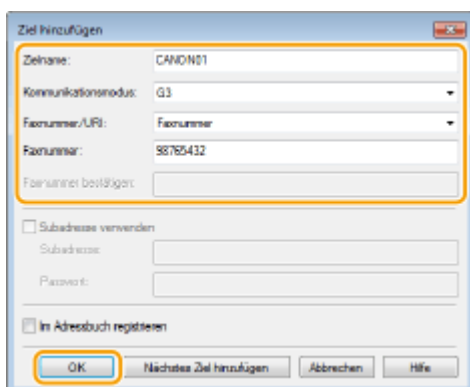 Ziel hinzufügen
Zielname: CANON01
Kommunikationsmodus: G3
Faxnummer/URI: Faxnummer
Faxnummer: 98765432
Faxnummer bestätigen:
Subadresse verwenden
Subadresse:
Passwort:
Im Adressbuch registrieren
OK Nächstes Ziel hinzufügen Abbrechen Hilfe